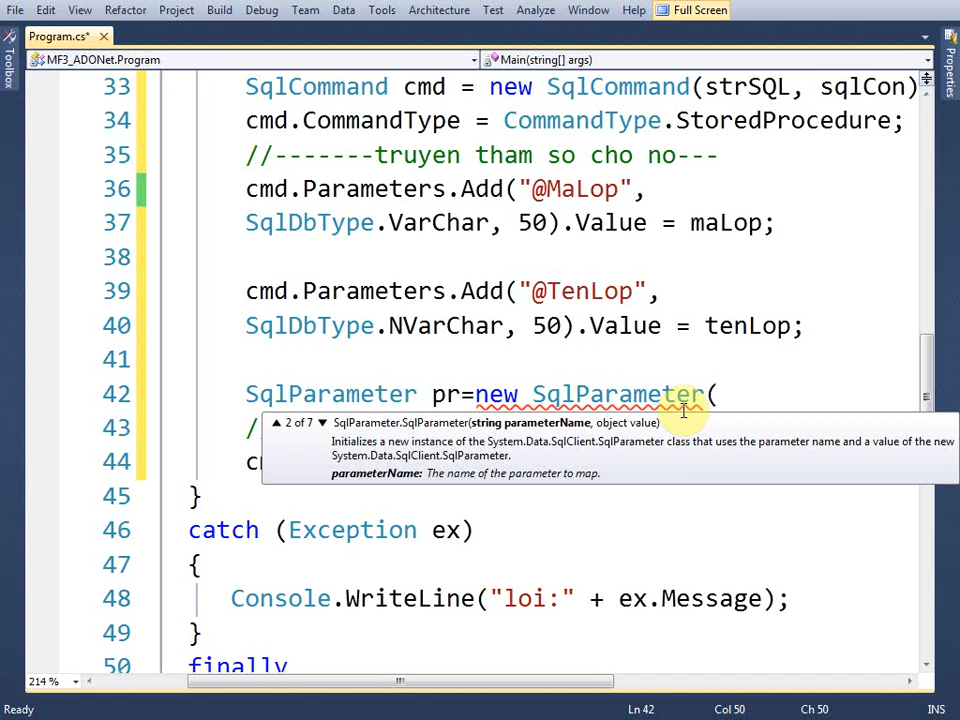 File Edit View Refactor Project Build Debug Team Data Tools Architecture Test Analyze Window Help Full Screen
Program.cs* ×
MF3_ADONet.Program Main(string[] args)
Toolbox
Properties
33 SqlCommand cmd = new SqlCommand(strSQL, sqlCon)
34 cmd.CommandType = CommandType.StoredProcedure;
35 //-------truyen tham so cho no---
36 cmd.Parameters.Add("@MaLop",
37 SqlDbType.VarChar, 50).Value = maLop;
38
39 cmd.Parameters.Add("@TenLop",
40 SqlDbType.NVarChar, 50).Value = tenLop;
41
42 SqlParameter pr=new SqlParameter(
43 /
▲ 2 of 7 ▼ SqlParameter.SqlParameter(string parameterName, object value)
Initializes a new instance of the System.Data.SqlClient.SqlParameter class that uses the parameter name and a value of the new
System.Data.SqlClient.SqlParameter.
parameterName: The name of the parameter to map.
44 c
45 }
46 catch (Exception ex)
47 {
48 Console.WriteLine("loi:" + ex.Message);
49 }
50 finally
214 %
Ready Ln 42 Col 50 Ch 50 INS